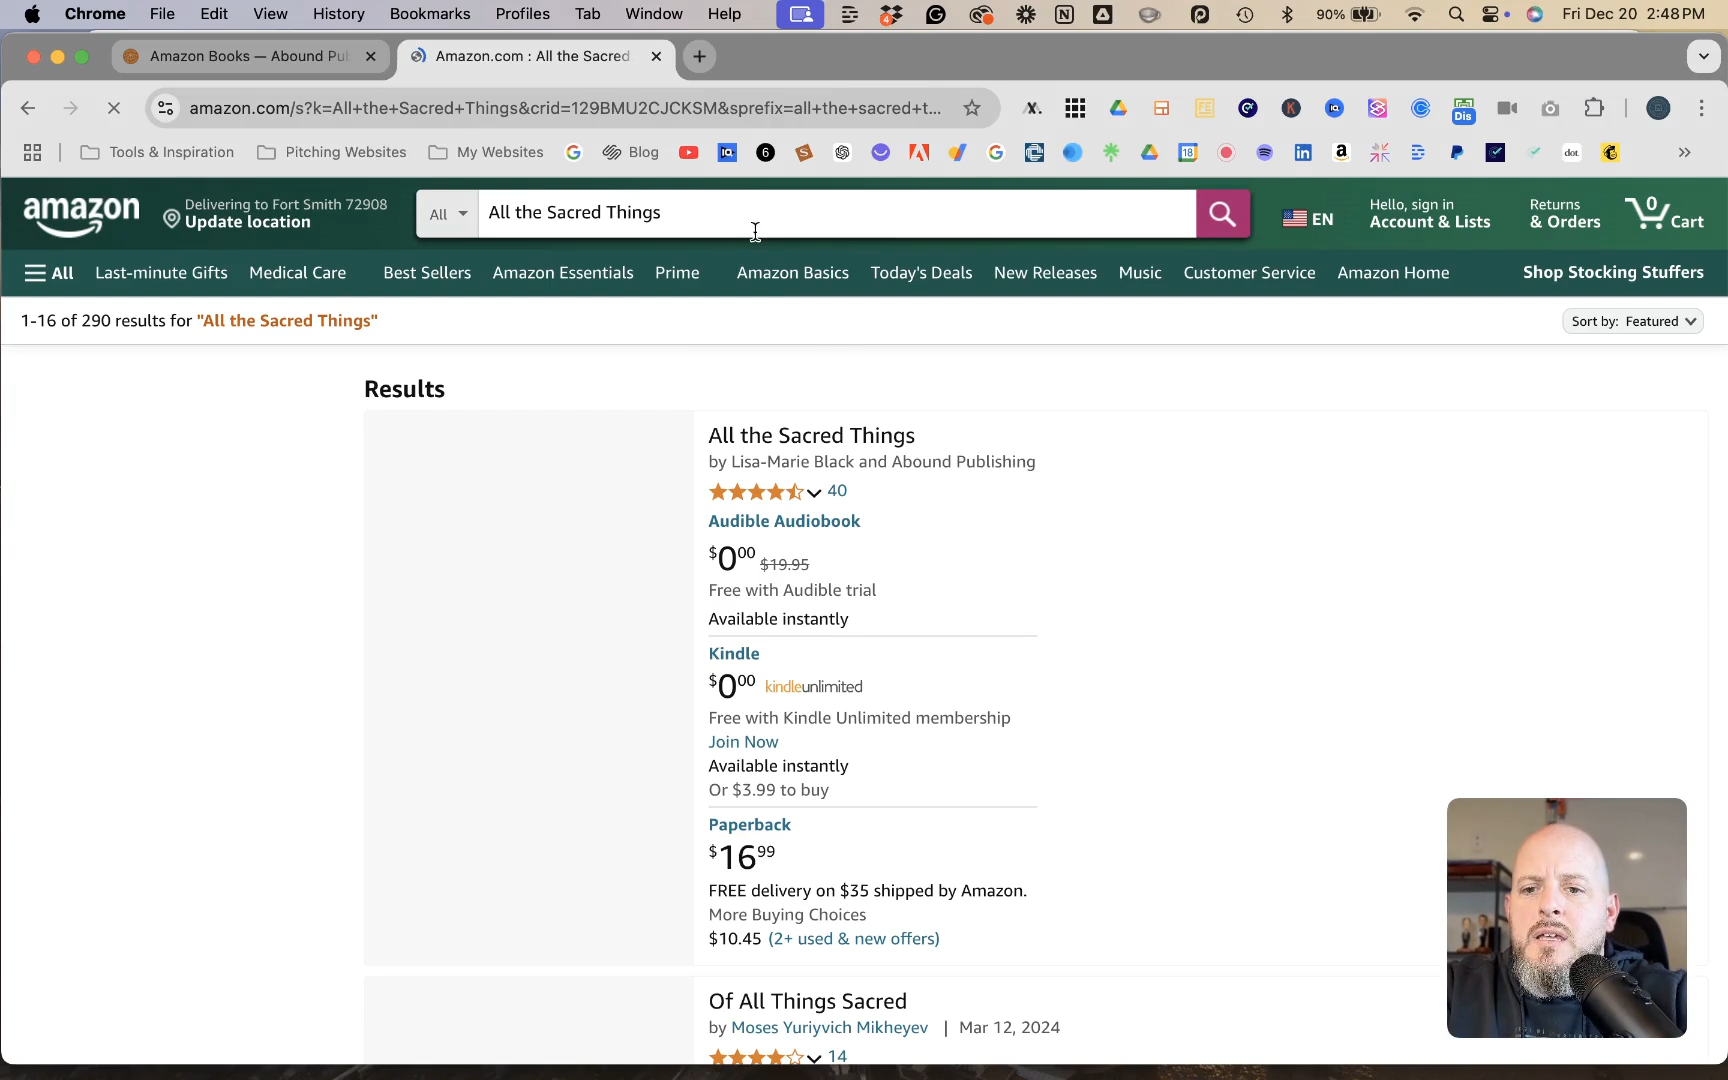 Chrome File Edit View History Bookmarks Profiles Tab Window Help 90% Fri Dec 20 2:48 PM
Amazon Books — Abound Pu
Amazon.com : All the Sacred
amazon.com/s?k=All+the+Sacred+Things&crid=129BMU2CJCKSM&sprefix=all+the+sacred+t...
Tools & Inspiration Pitching Websites My Websites Blog
amazon
Delivering to Fort Smith 72908
Update location
All
All the Sacred Things
EN
Hello, sign in
Account & Lists
Returns
& Orders
0
Cart
All Last-minute Gifts Medical Care Best Sellers Amazon Essentials Prime Amazon Basics Today's Deals New Releases Music Customer Service Amazon Home Shop Stocking Stuffers
1-16 of 290 results for "All the Sacred Things"
Sort by: Featured
Results
All the Sacred Things
by Lisa-Marie Black and Abound Publishing
40
Audible Audiobook
$0 00 $19.95
Free with Audible trial
Available instantly
Kindle
$0 00 kindleunlimited
Free with Kindle Unlimited membership
Join Now
Available instantly
Or $3.99 to buy
Paperback
$16 99
FREE delivery on $35 shipped by Amazon.
More Buying Choices
$10.45 (2+ used & new offers)
Of All Things Sacred
by Moses Yuriyvich Mikheyev | Mar 12, 2024
14